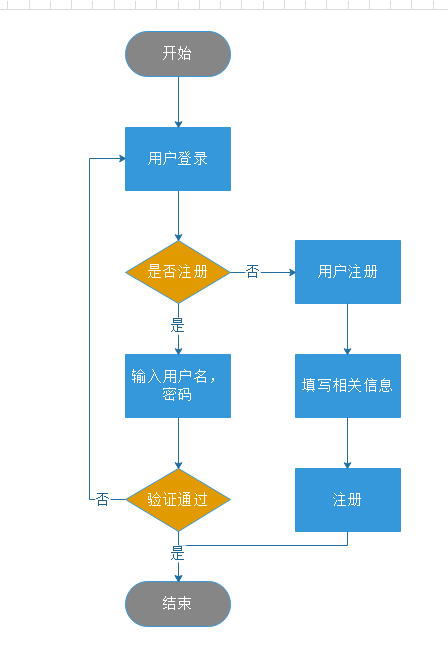 开始
用户登录
是否注册
否
用户注册
是
输入用户名，
密码
填写相关信息
验证通过
否
注册
是
结束